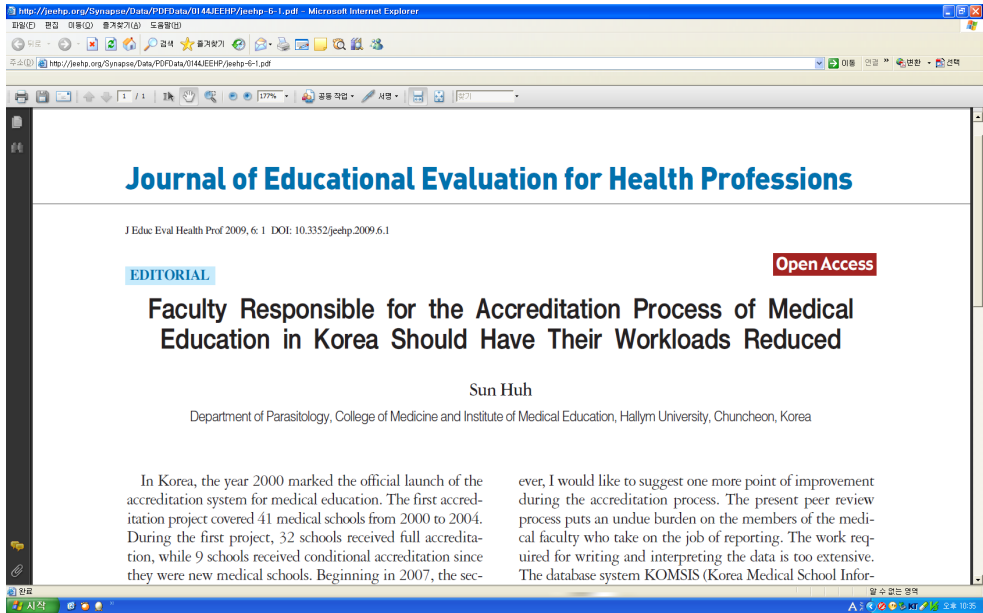 http://jeehp.org/Synapse/Data/PDFData/0144JEEHP/jeehp-6-1.pdf - Microsoft Internet Explorer
파일(F) 편집 이동(O) 즐겨찾기(A) 도움말(H)
뒤로 검색 즐겨찾기
주소(D) http://jeehp.org/Synapse/Data/PDFData/0144JEEHP/jeehp-6-1.pdf 이동 연결 » 변환 선택
1 / 1 177% 공동 작업 서명 찾기
Journal of Educational Evaluation for Health Professions
J Educ Eval Health Prof 2009, 6: 1 DOI: 10.3352/jeehp.2009.6.1
Open Access
EDITORIAL
Faculty Responsible for the Accreditation Process of Medical
Education in Korea Should Have Their Workloads Reduced
Sun Huh
Department of Parasitology, College of Medicine and Institute of Medical Education, Hallym University, Chuncheon, Korea
In Korea, the year 2000 marked the official launch of the
accreditation system for medical education. The first accred-
itation project covered 41 medical schools from 2000 to 2004.
During the first project, 32 schools received full accredita-
tion, while 9 schools received conditional accreditation since
they were new medical schools. Beginning in 2007, the sec-
ever, I would like to suggest one more point of improvement
during the accreditation process. The present peer review
process puts an undue burden on the members of the medi-
cal faculty who take on the job of reporting. The work req-
uired for writing and interpreting the data is too extensive.
The database system KOMSIS (Korea Medical School Infor-
완료 알 수 없는 영역
시작 오후 10:35